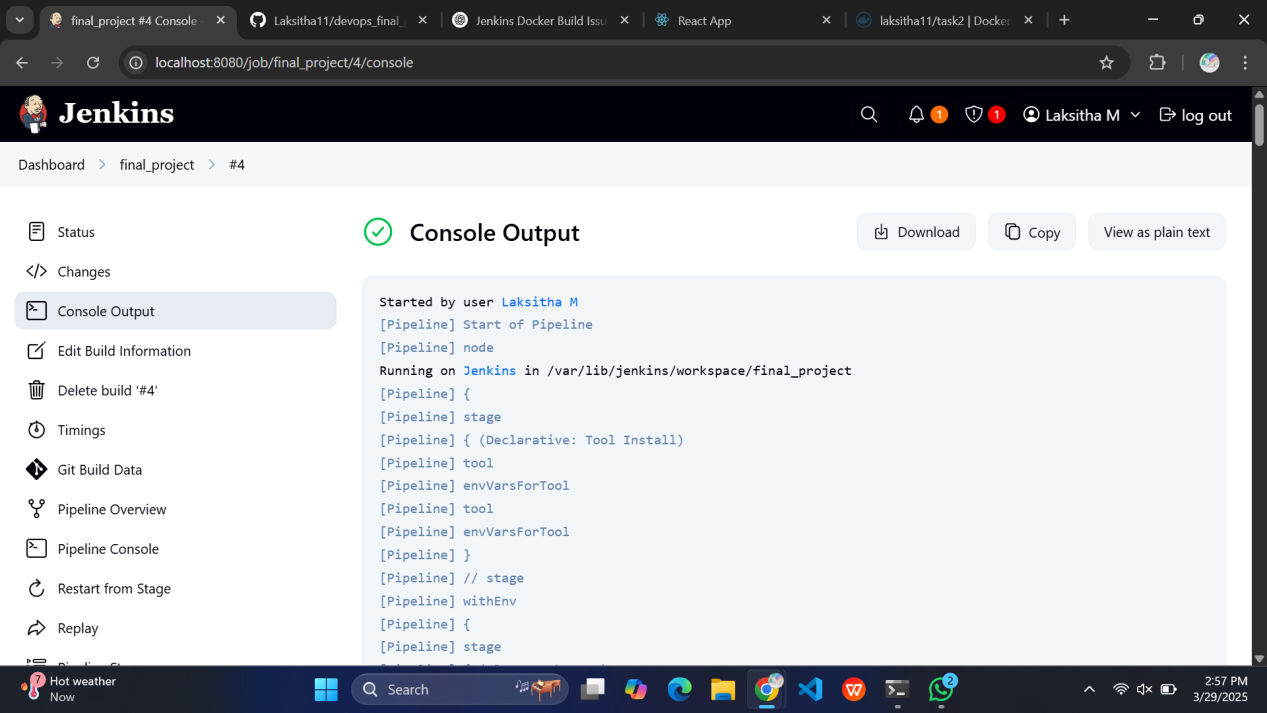 final_project #4 Console -
Laksitha11/devops_final_
Jenkins Docker Build Issu
React App
laksitha11/task2 | Docker
localhost:8080/job/final_project/4/console
Jenkins
1
1
Laksitha M
log out
Dashboard
final_project
#4
Status
Changes
Console Output
Edit Build Information
Delete build ‘#4’
Timings
Git Build Data
Pipeline Overview
Pipeline Console
Restart from Stage
Replay
Console Output
Download
Copy
View as plain text
Started by user Laksitha M
[Pipeline] Start of Pipeline
[Pipeline] node
Running on Jenkins in /var/lib/jenkins/workspace/final_project
[Pipeline] {
[Pipeline] stage
[Pipeline] { (Declarative: Tool Install)
[Pipeline] tool
[Pipeline] envVarsForTool
[Pipeline] tool
[Pipeline] envVarsForTool
[Pipeline] }
[Pipeline] // stage
[Pipeline] withEnv
[Pipeline] {
[Pipeline] stage
7
Hot weather
Now
Search
2
2:57 PM
3/29/2025